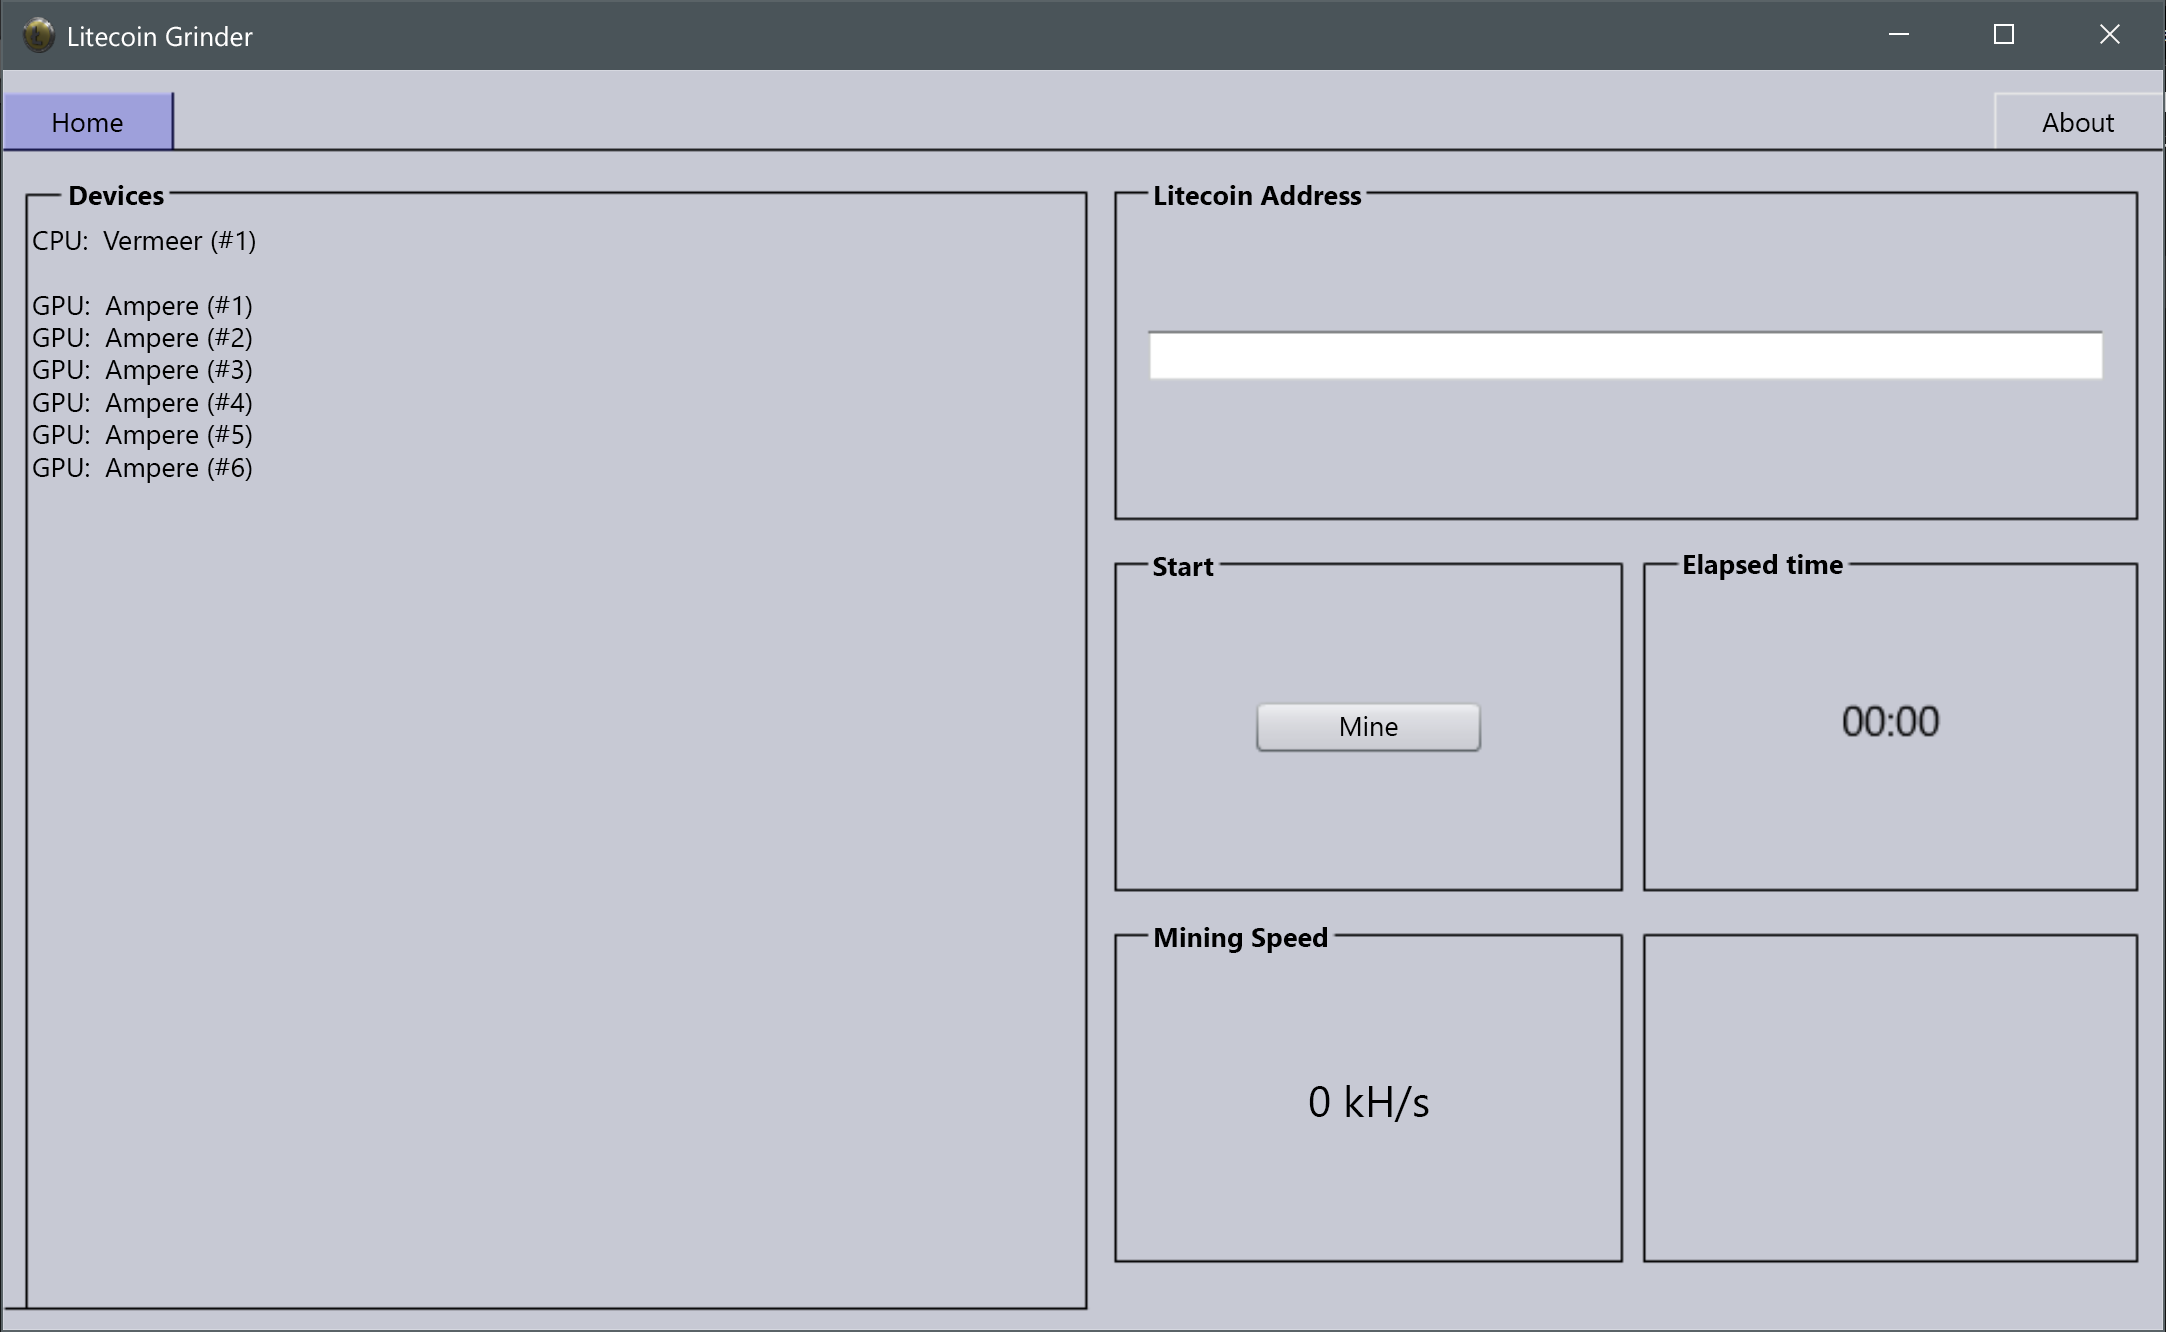 Litecoin Grinder
Home
About
Devices
CPU: Vermeer (#1)
GPU: Ampere (#1)
GPU: Ampere (#2)
GPU: Ampere (#3)
GPU: Ampere (#4)
GPU: Ampere (#5)
GPU: Ampere (#6)
Litecoin Address
Start
Mine
Elapsed time
00:00
Mining Speed
0 kH/s